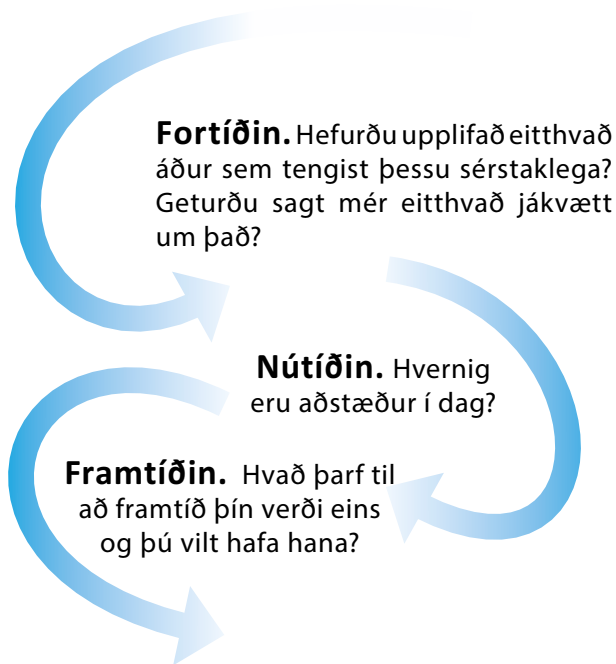 Fortíðin. Hefurðu upplifað eitthvað
áður sem tengist þessu sérstaklega?
Geturðu sagt mér eitthvað jákvætt
um það?
Nútíðin. Hvernig
eru aðstæður í dag?
Framtíðin. Hvað þarf til
að framtíð þín verði eins
og þú vilt hafa hana?